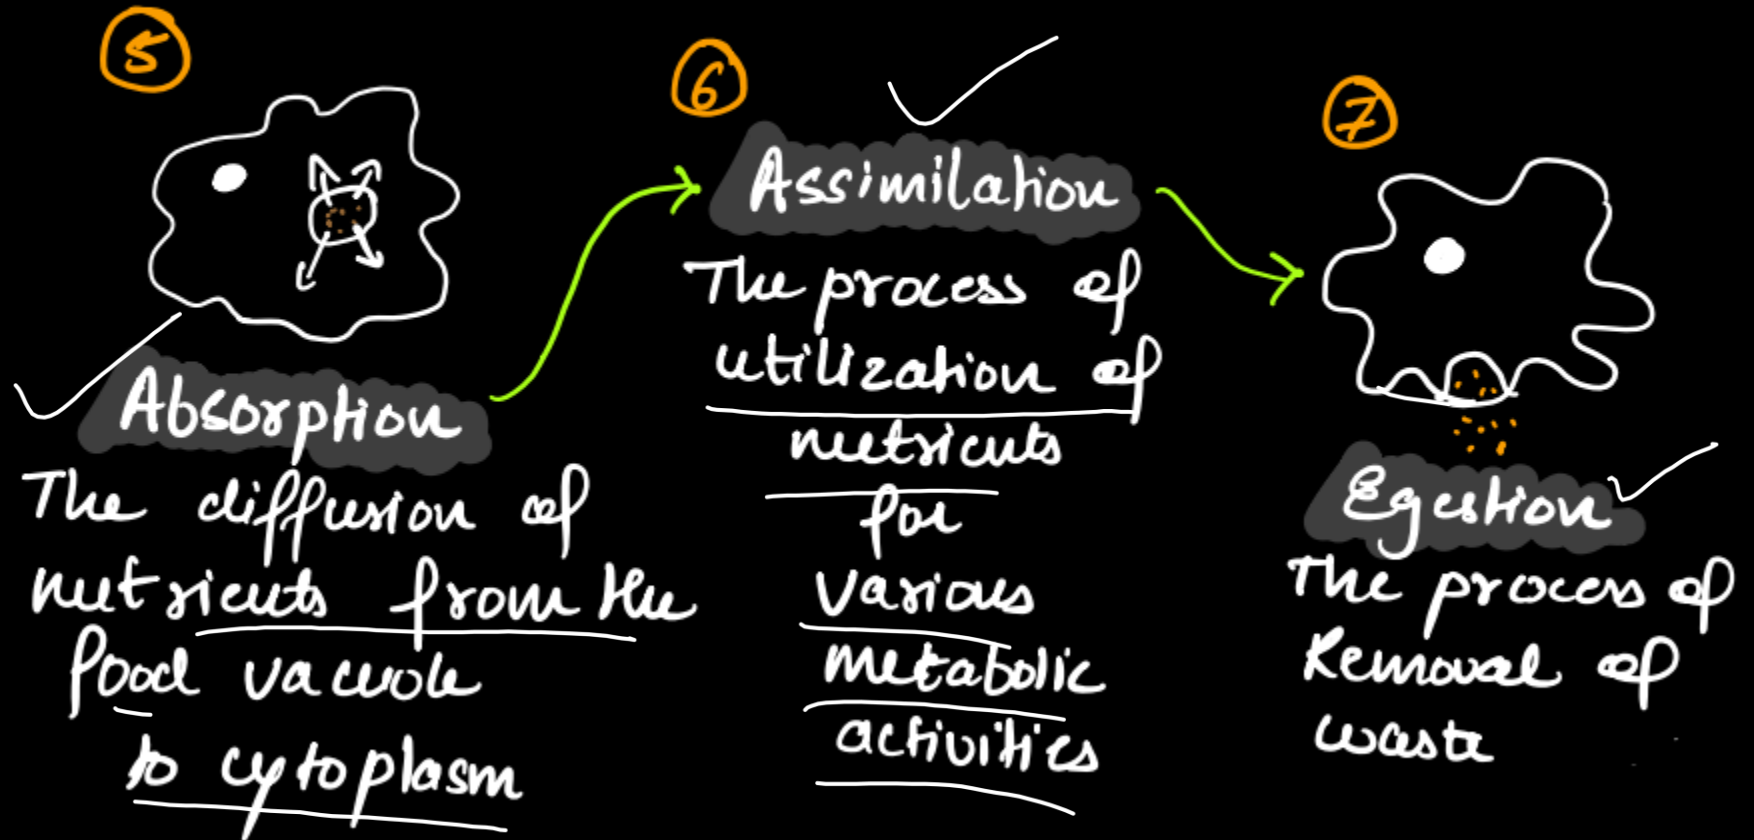 5
Absorption
The diffusion of
nutrients from the
food vacuole
to cytoplasm
6
Assimilation
The process of
utilization of
nutrients
for
various
metabolic
activities
7
Egestion
The process of
Removal of
waste